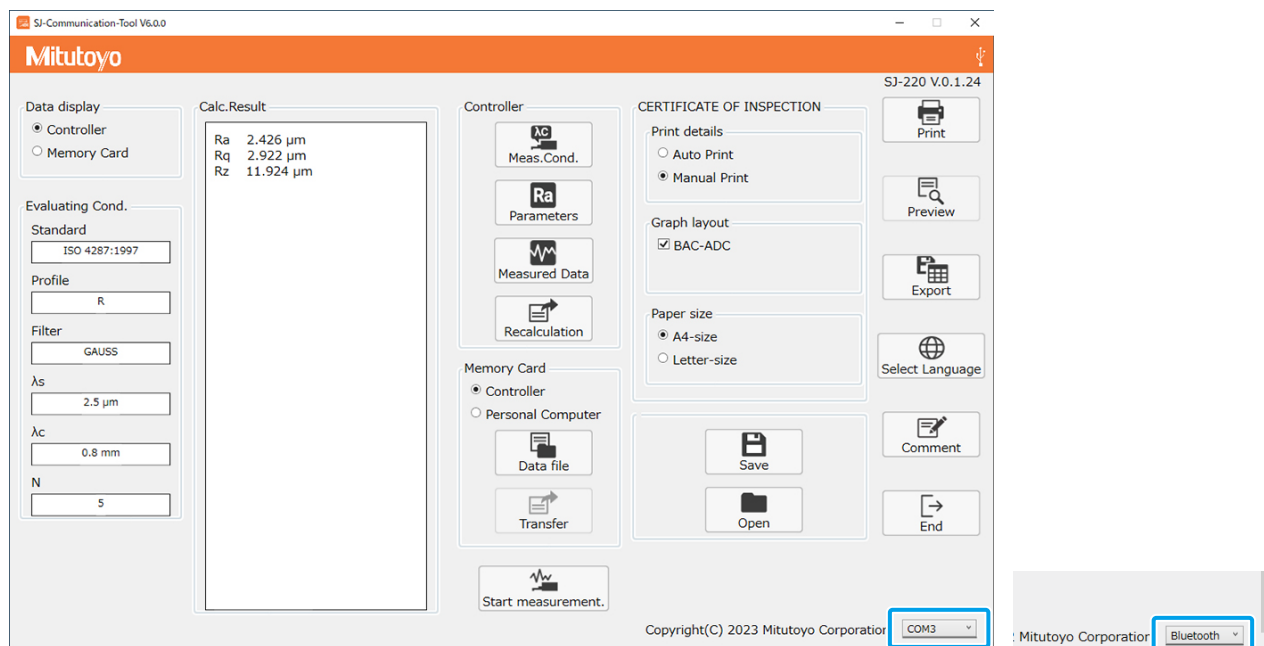 SJ-Communication-Tool V6.0.0
Mitutoyo
SJ-220 V.0.1.24
Data display
Controller
Memory Card
Evaluating Cond.
Standard
ISO 4287:1997
Profile
R
Filter
GAUSS
λs
2.5 µm
λc
0.8 mm
N
5
Calc.Result
Ra 2.426 µm
Rq 2.922 µm
Rz 11.924 µm
Controller
λC
Meas.Cond.
Ra
Parameters
Measured Data
Recalculation
Memory Card
Controller
Personal Computer
Data file
Transfer
Start measurement.
CERTIFICATE OF INSPECTION
Print details
Auto Print
Manual Print
Graph layout
BAC-ADC
Paper size
A4-size
Letter-size
Save
Open
Print
Preview
Export
Select Language
Comment
End
Copyright(C) 2023 Mitutoyo Corporation
COM3
Mitutoyo Corporation
Bluetooth